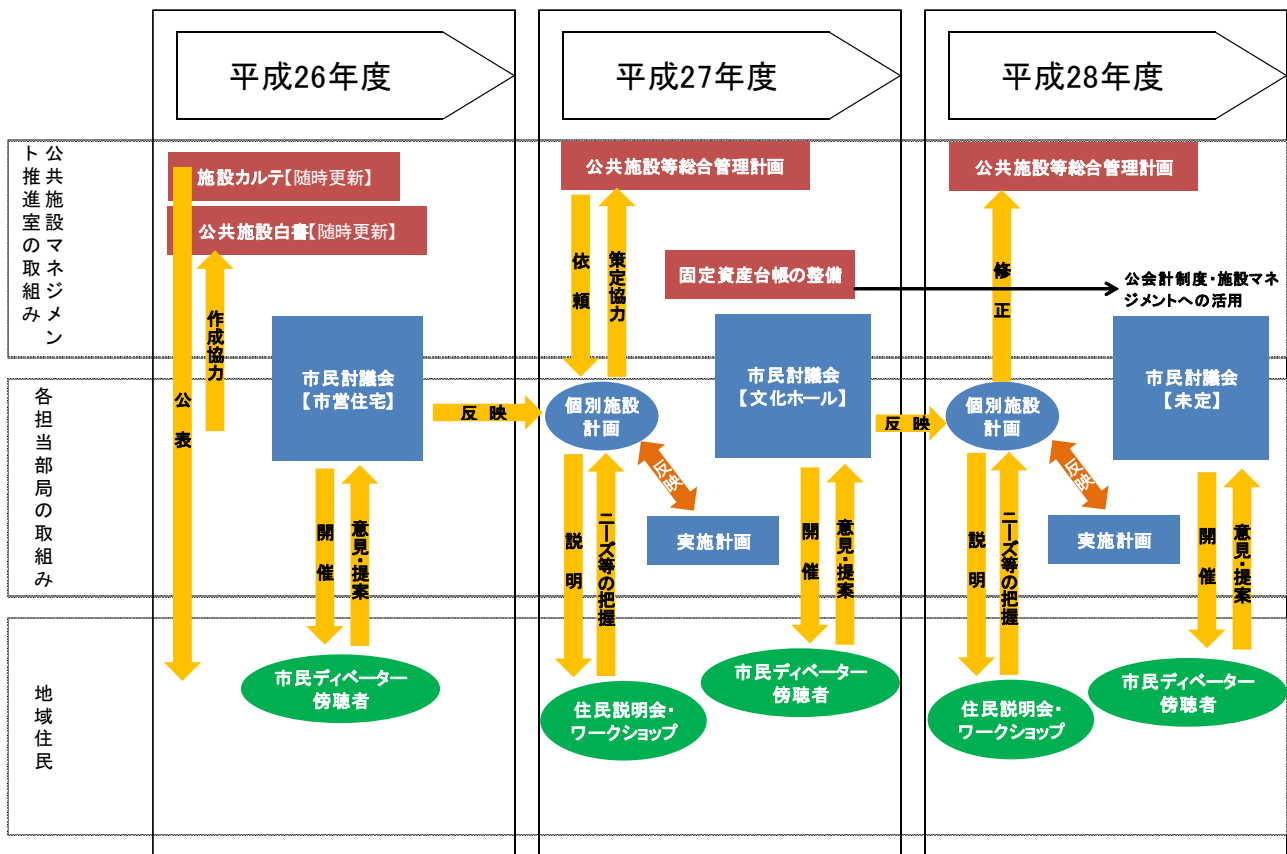 平成26年度
平成27年度
平成28年度
公共施設マネジメン
ト推進室の取組み
施設カルテ【随時更新】
公共施設白書【随時更新】
公表
作成協力
市民討議会
【市営住宅】
反映
開催
意見・提案
市民ディベーター
傍聴者
公共施設等総合管理計画
依頼
策定協力
固定資産台帳の整備
公会計制度・施設マネ
ジメントへの活用
個別施設
計画
反映
実施計画
説明
ニーズ等の把握
住民説明会・
ワークショップ
市民討議会
【文化ホール】
反映
開催
意見・提案
市民ディベーター
傍聴者
公共施設等総合管理計画
修正
個別施設
計画
反映
実施計画
説明
ニーズ等の把握
住民説明会・
ワークショップ
市民討議会
【未定】
開催
意見・提案
市民ディベーター
傍聴者
各担当部局の取組み
地域住民